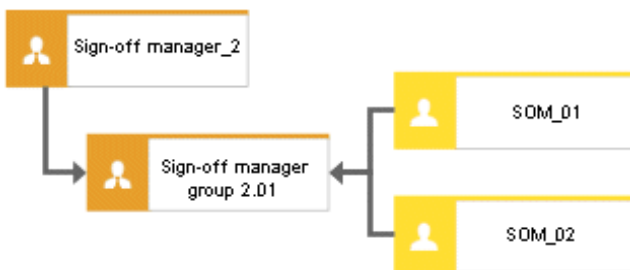 Sign-off manager_2
SOM_01
Sign-off manager
group 2.01
SOM_02